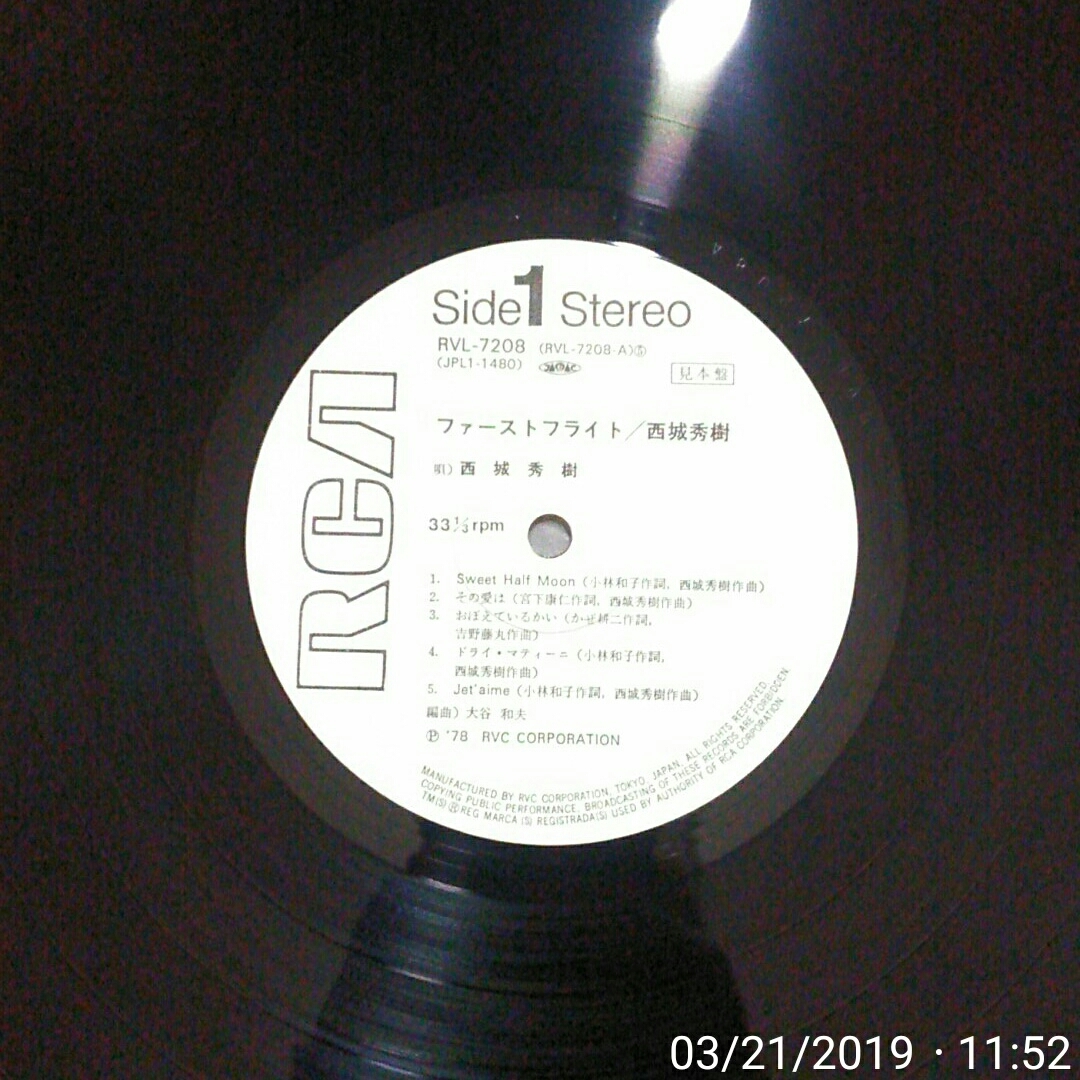 Side 1 Stereo
RVL-7208 (RVL-7208-A)Ⓢ
(JPL1-1480) JASRAC
見本盤
ファーストフライト／西城秀樹
唄) 西城秀樹
33⅓rpm
1. Sweet Half Moon (小林和子作詞, 西城秀樹作曲)
2. その愛は (宮下康仁作詞, 西城秀樹作曲)
3. おぼえているかい (かぜ耕二作詞,
吉野藤丸作曲)
4. ドライ・マティーニ (小林和子作詞,
西城秀樹作曲)
5. Jet'aime (小林和子作詞, 西城秀樹作曲)
編曲) 大谷 和夫
Ⓟ '78 RVC CORPORATION
MANUFACTURED BY RVC CORPORATION, TOKYO, JAPAN, ALL RIGHTS RESERVED.
COPYING PUBLIC PERFORMANCE, BROADCASTING OF THESE RECORDS ARE FORBIDDEN.
TM(S) ®REG MARCA (S) REGISTRADA(S) USED BY AUTHORITY OF RCA CORPORATION.
RCA
03/21/2019 · 11:52